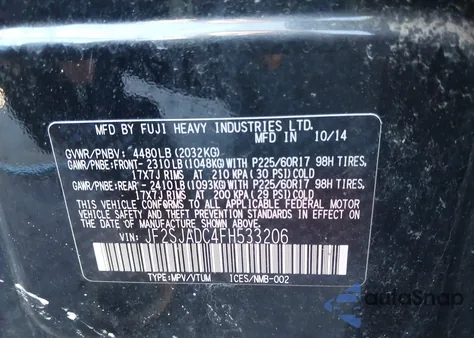 MFD BY FUJI HEAVY INDUSTRIES LTD.
MFD IN 10/14
GVWR/PNBV: 4480LB (2032KG)
GAWR/PNBE:FRONT- 2310LB(1048KG)WITH P225/60R17 98H TIRES,
17X7J RIMS AT 210 KPA (30 PSI)COLD
GAWR/PNBE:REAR -2410LB(1093KG)WITH P225/60R17 98H TIRES,
17X7J RIMS AT 200 KPA (29 PSI)COLD
THIS VEHICLE CONFORMS TO ALL APPLICABLE FEDERAL MOTOR
VEHICLE SAFETY STANDARDS IN EFFECT ON
THE DATE OF MANUFACTURE SHOWN ABOVE.
VIN: JF2SJADC4FH533206
TYPE:MPV/VTUM ICES/NMB-002
autoSnap